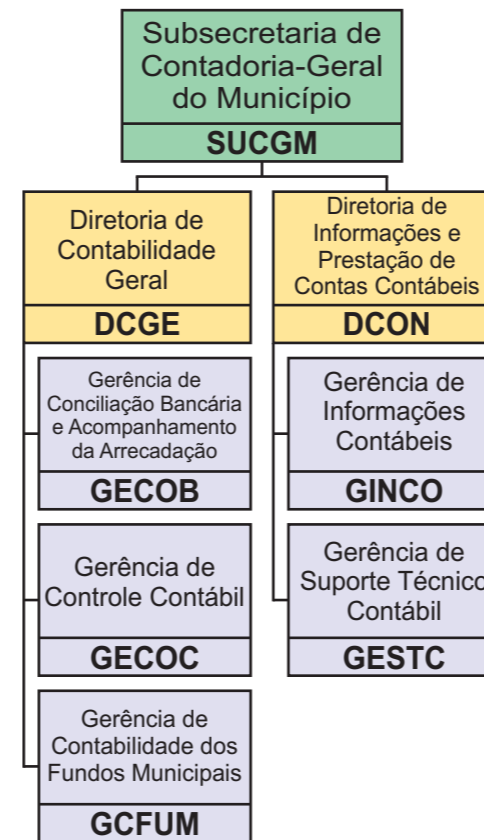 Subsecretaria de
Contadoria-Geral
do Município
SUCGM
Diretoria de
Contabilidade
Geral
DCGE
Gerência de
Conciliação Bancária
e Acompanhamento
da Arrecadação
GECOB
Gerência de
Controle Contábil
GECOC
Gerência de
Contabilidade dos
Fundos Municipais
GCFUM
Diretoria de
Informações e
Prestação de
Contas Contábeis
DCON
Gerência de
Informações
Contábeis
GINCO
Gerência de
Suporte Técnico
Contábil
GESTC